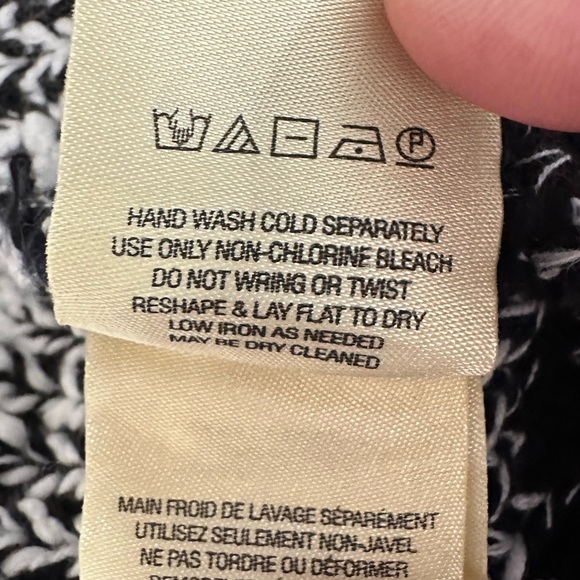 P
HAND WASH COLD SEPARATELY
USE ONLY NON-CHLORINE BLEACH
DO NOT WRING OR TWIST
RESHAPE & LAY FLAT TO DRY
LOW IRON AS NEEDED
MAY BE DRY CLEANED
MAIN FROID DE LAVAGE SÉPARÉMENT
UTILISEZ SEULEMENT NON-JAVEL
NE PAS TORDRE OU DÉFORMER